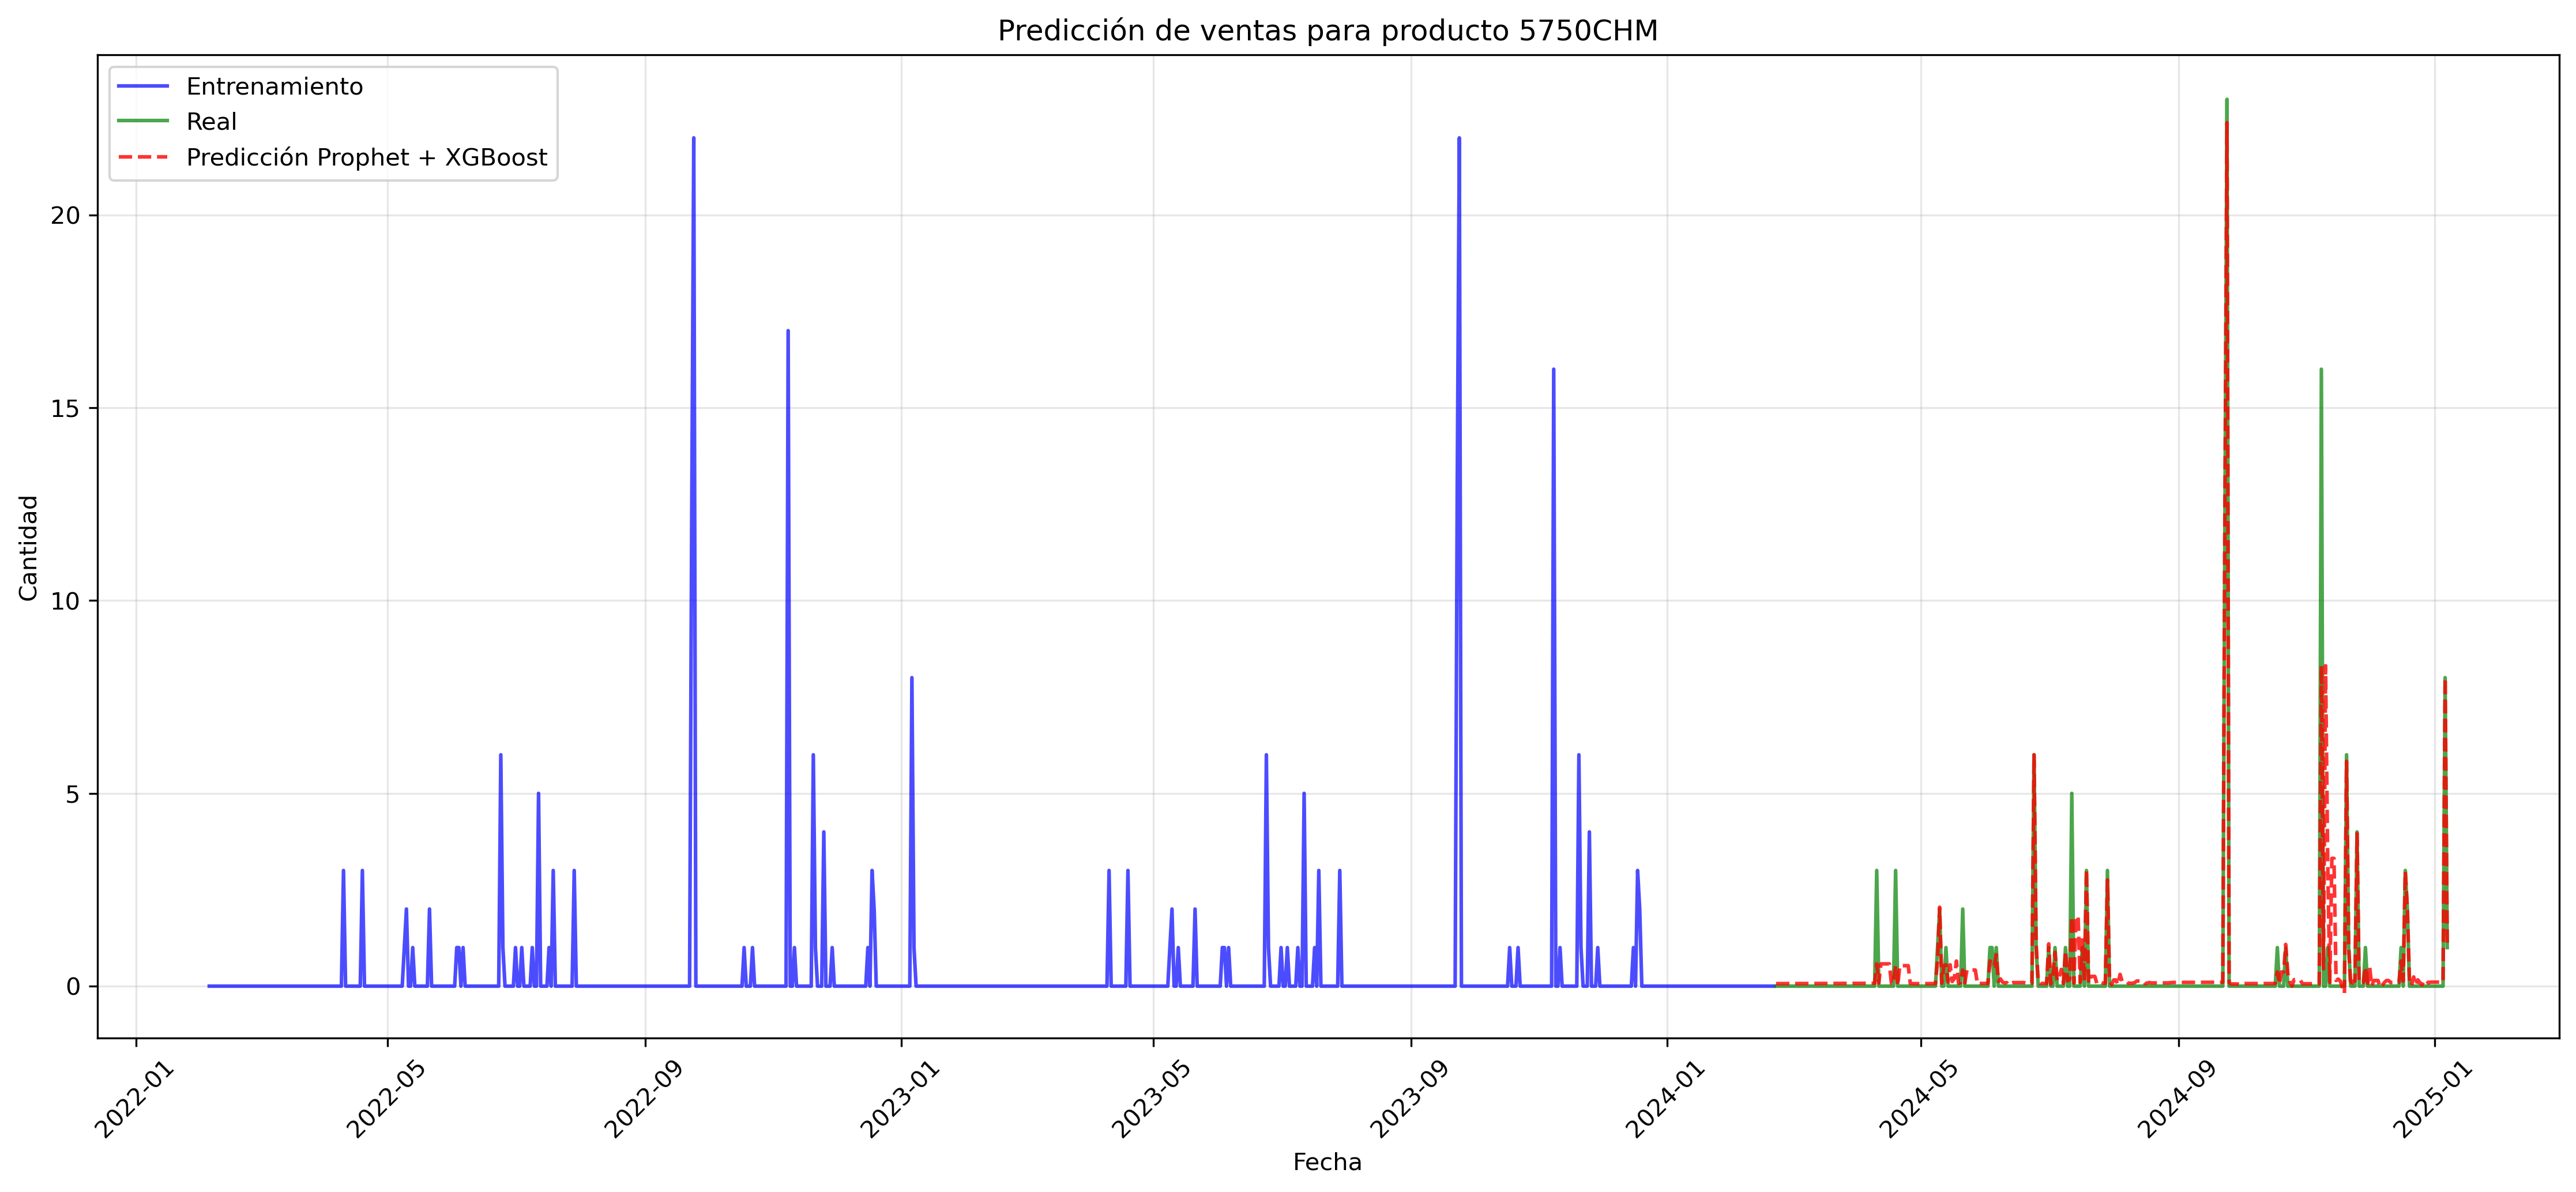 Predicción de ventas para producto 5750CHM
Entrenamiento
Real
Predicción Prophet + XGBoost
Cantidad
20
15
10
5
0
2022-01
2022-05
2022-09
2023-01
2023-05
2023-09
2024-01
2024-05
2024-09
2025-01
Fecha